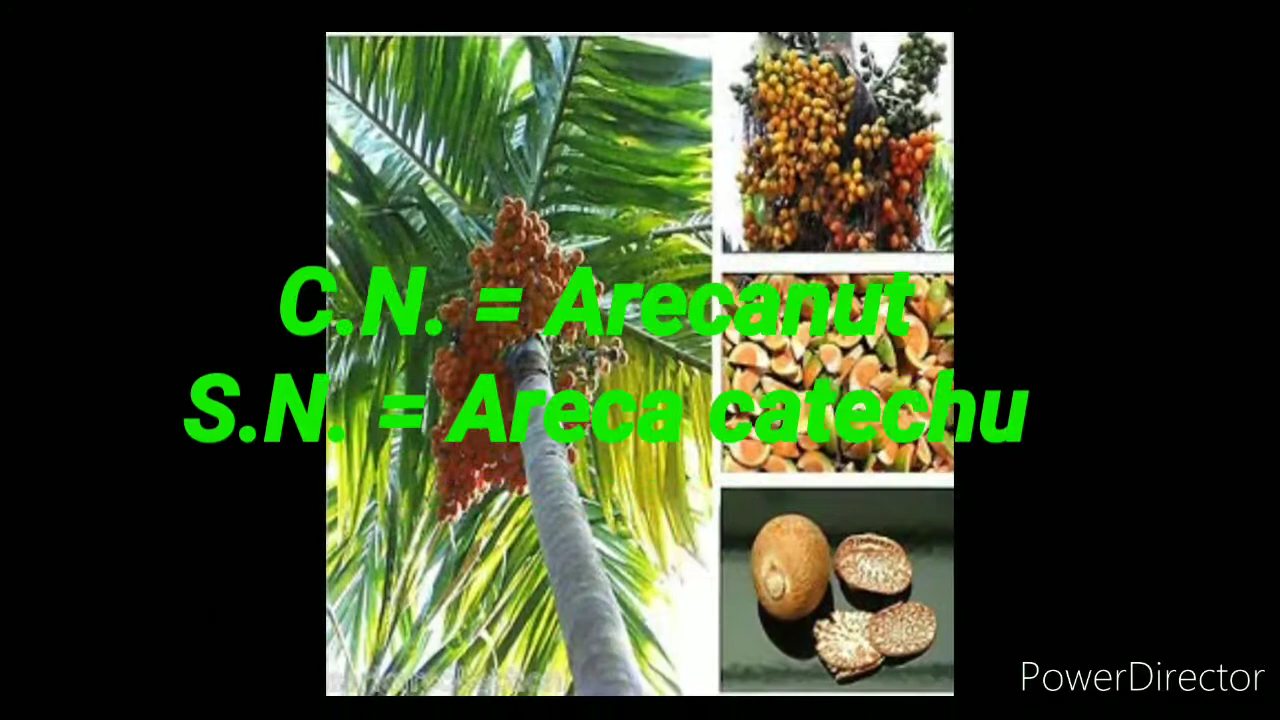 C.N. = Arecanut
S.N. = Areca catechu
PowerDirector